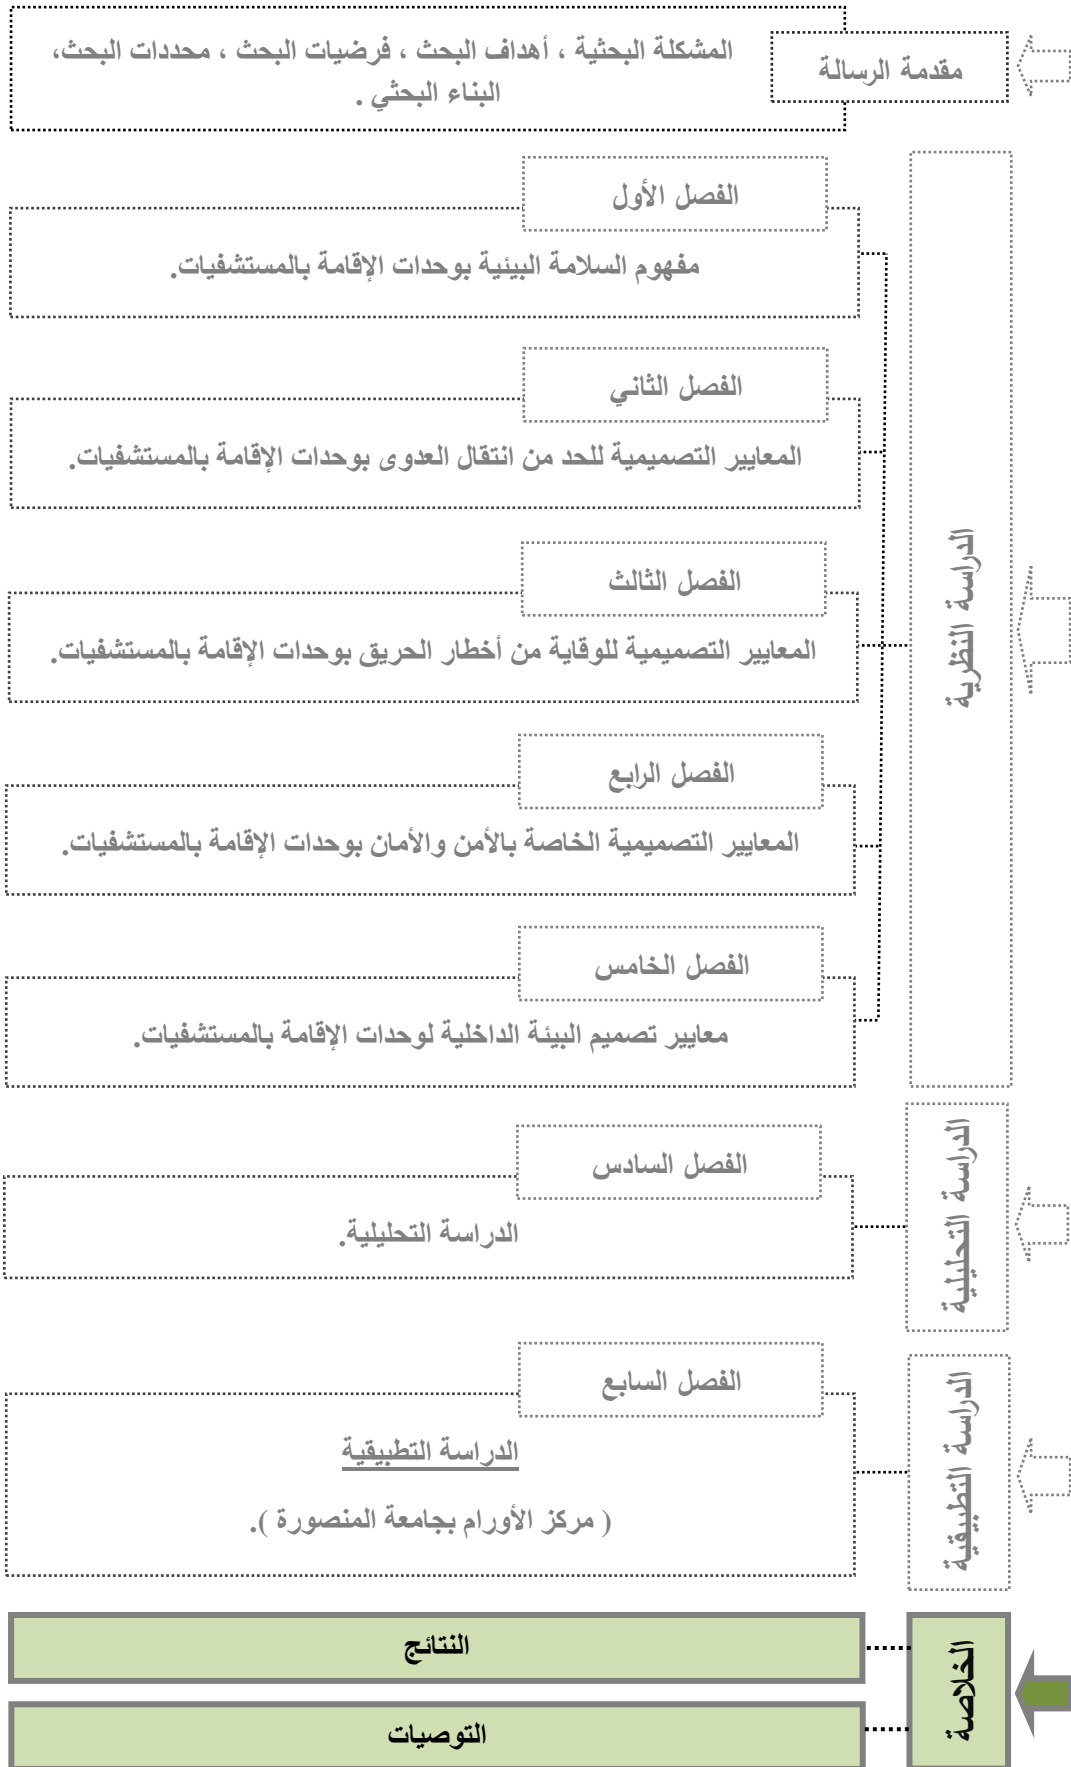 مقدمة الرسالة
المشكلة البحثية ، أهداف البحث ، فرضيات البحث ، محددات البحث،
البناء البحثي .
الدراسة النظرية
الفصل الأول
مفهوم السلامة البيئية بوحدات الإقامة بالمستشفيات.
الفصل الثاني
المعايير التصميمية للحد من انتقال العدوى بوحدات الإقامة بالمستشفيات.
الفصل الثالث
المعايير التصميمية للوقاية من أخطار الحريق بوحدات الإقامة بالمستشفيات.
الفصل الرابع
المعايير التصميمية الخاصة بالأمن والأمان بوحدات الإقامة بالمستشفيات.
الفصل الخامس
معايير تصميم البيئة الداخلية لوحدات الإقامة بالمستشفيات.
الدراسة التحليلية
الفصل السادس
الدراسة التحليلية.
الدراسة التطبيقية
الفصل السابع
الدراسة التطبيقية
( مركز الأورام بجامعة المنصورة ).
الخلاصة
النتائج
التوصيات